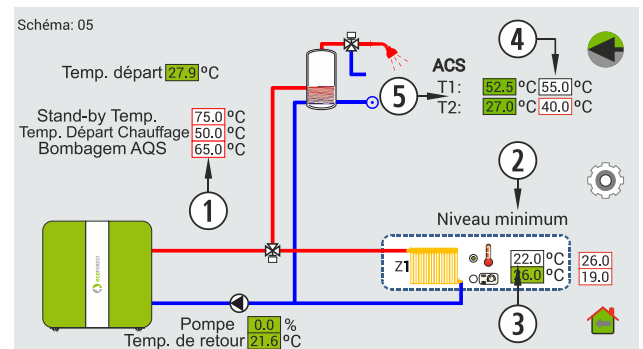 Schéma: 05
4
Temp. départ 27.9 ºC
ACS
5
T1: 52.5 ºC 55.0 ºC
T2: 27.0 ºC 40.0 ºC
Stand-by Temp. 75.0 ºC
Temp. Départ Chauffage 50.0 ºC
Bombagem AQS 65.0 ºC
1
2
Niveau minimum
Z1
22.0 ºC 26.0
26.0 ºC 19.0
ECOFOREST
3
Pompe 0.0 %
Temp. de retour 21.6 ºC